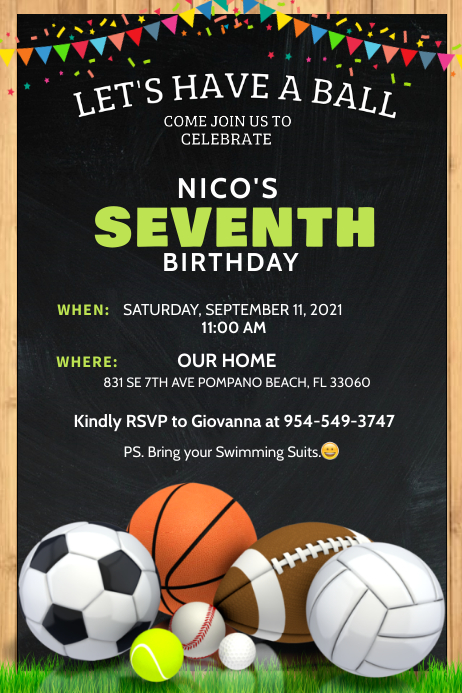 LET'S HAVE A BALL
COME JOIN US TO
CELEBRATE
NICO'S
SEVENTH
BIRTHDAY
WHEN: SATURDAY, SEPTEMBER 11, 2021
11:00 AM
WHERE: OUR HOME
831 SE 7TH AVE POMPANO BEACH, FL 33060
Kindly RSVP to Giovanna at 954-549-3747
PS. Bring your Swimming Suits.😀